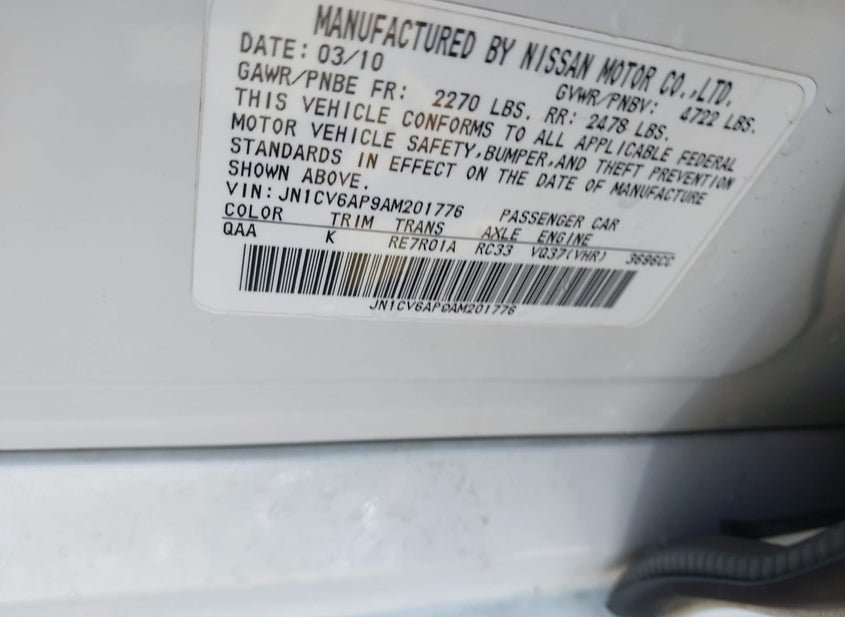 MANUFACTURED BY NISSAN MOTOR CO.,LTD.
DATE: 03/10 GVWR/PNBV: 4722 LBS.
GAWR/PNBE FR: 2270 LBS. RR: 2478 LBS.
THIS VEHICLE CONFORMS TO ALL APPLICABLE FEDERAL
MOTOR VEHICLE SAFETY,BUMPER,AND THEFT PREVENTION
STANDARDS IN EFFECT ON THE DATE OF MANUFACTURE
SHOWN ABOVE.
VIN:JN1CV6AP9AM201776 PASSENGER CAR
COLOR TRIM TRANS AXLE ENGINE
QAA K RE7R01A RC33 VQ37(VHR) 3696CC
JN1CV6AP9AM201776